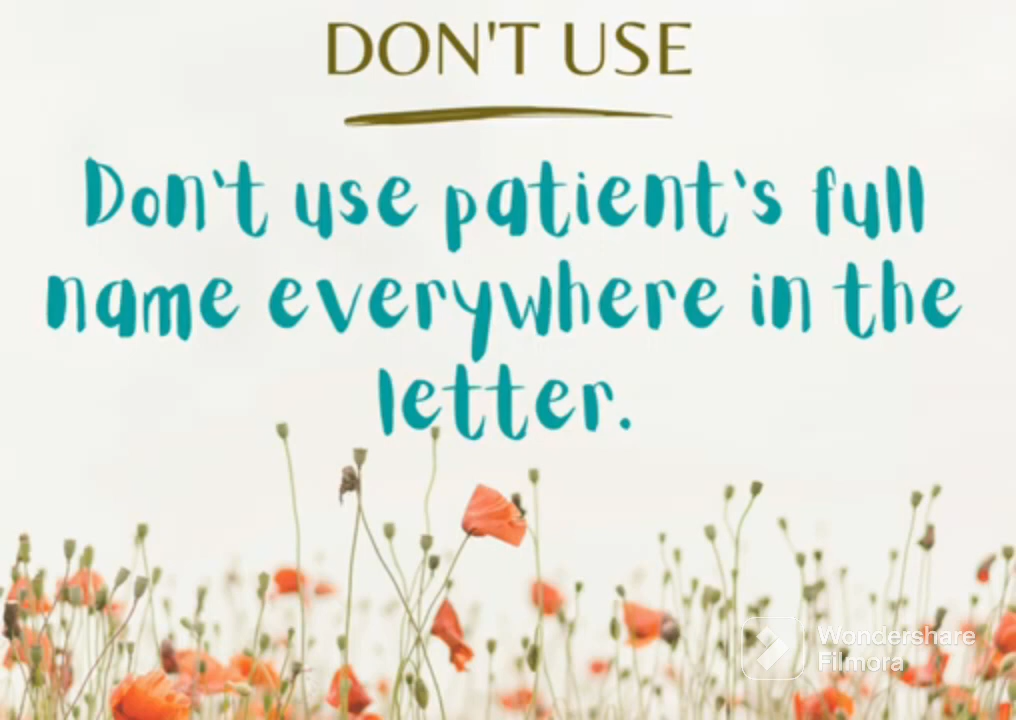 DON'T USE
Don't use patient's full
name everywhere in the
letter.
Wondershare
Filmora